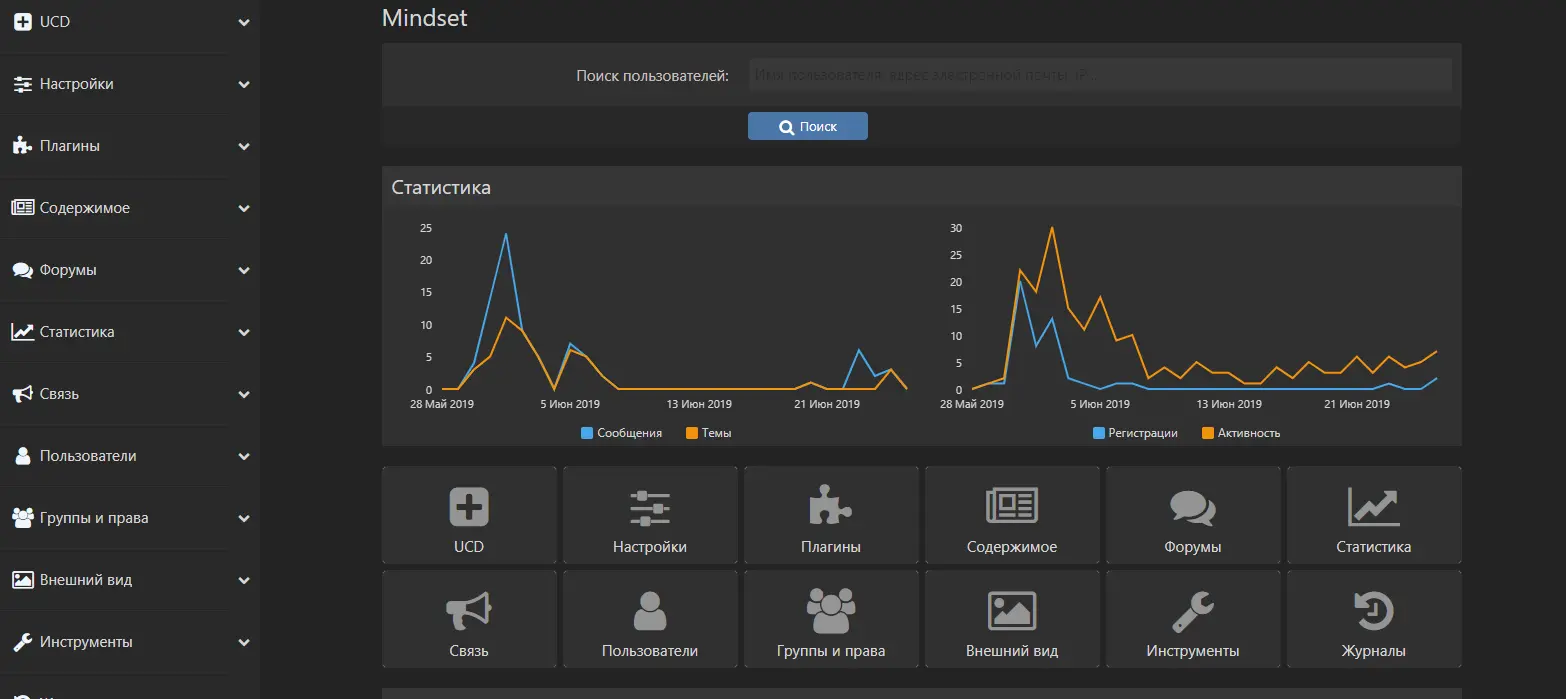 UCD
Настройки
Плагины
Содержимое
Форумы
Статистика
Связь
Пользователи
Группы и права
Внешний вид
Инструменты
Mindset
Поиск пользователей:
Имя пользователя, адрес электронной почты, IP...
Поиск
Статистика
25
20
15
10
5
0
28 Май 2019 5 Июн 2019 13 Июн 2019 21 Июн 2019
Сообщения Темы
30
25
20
15
10
5
0
28 Май 2019 5 Июн 2019 13 Июн 2019 21 Июн 2019
Регистрации Активность
UCD Настройки Плагины Содержимое Форумы Статистика
Связь Пользователи Группы и права Внешний вид Инструменты Журналы